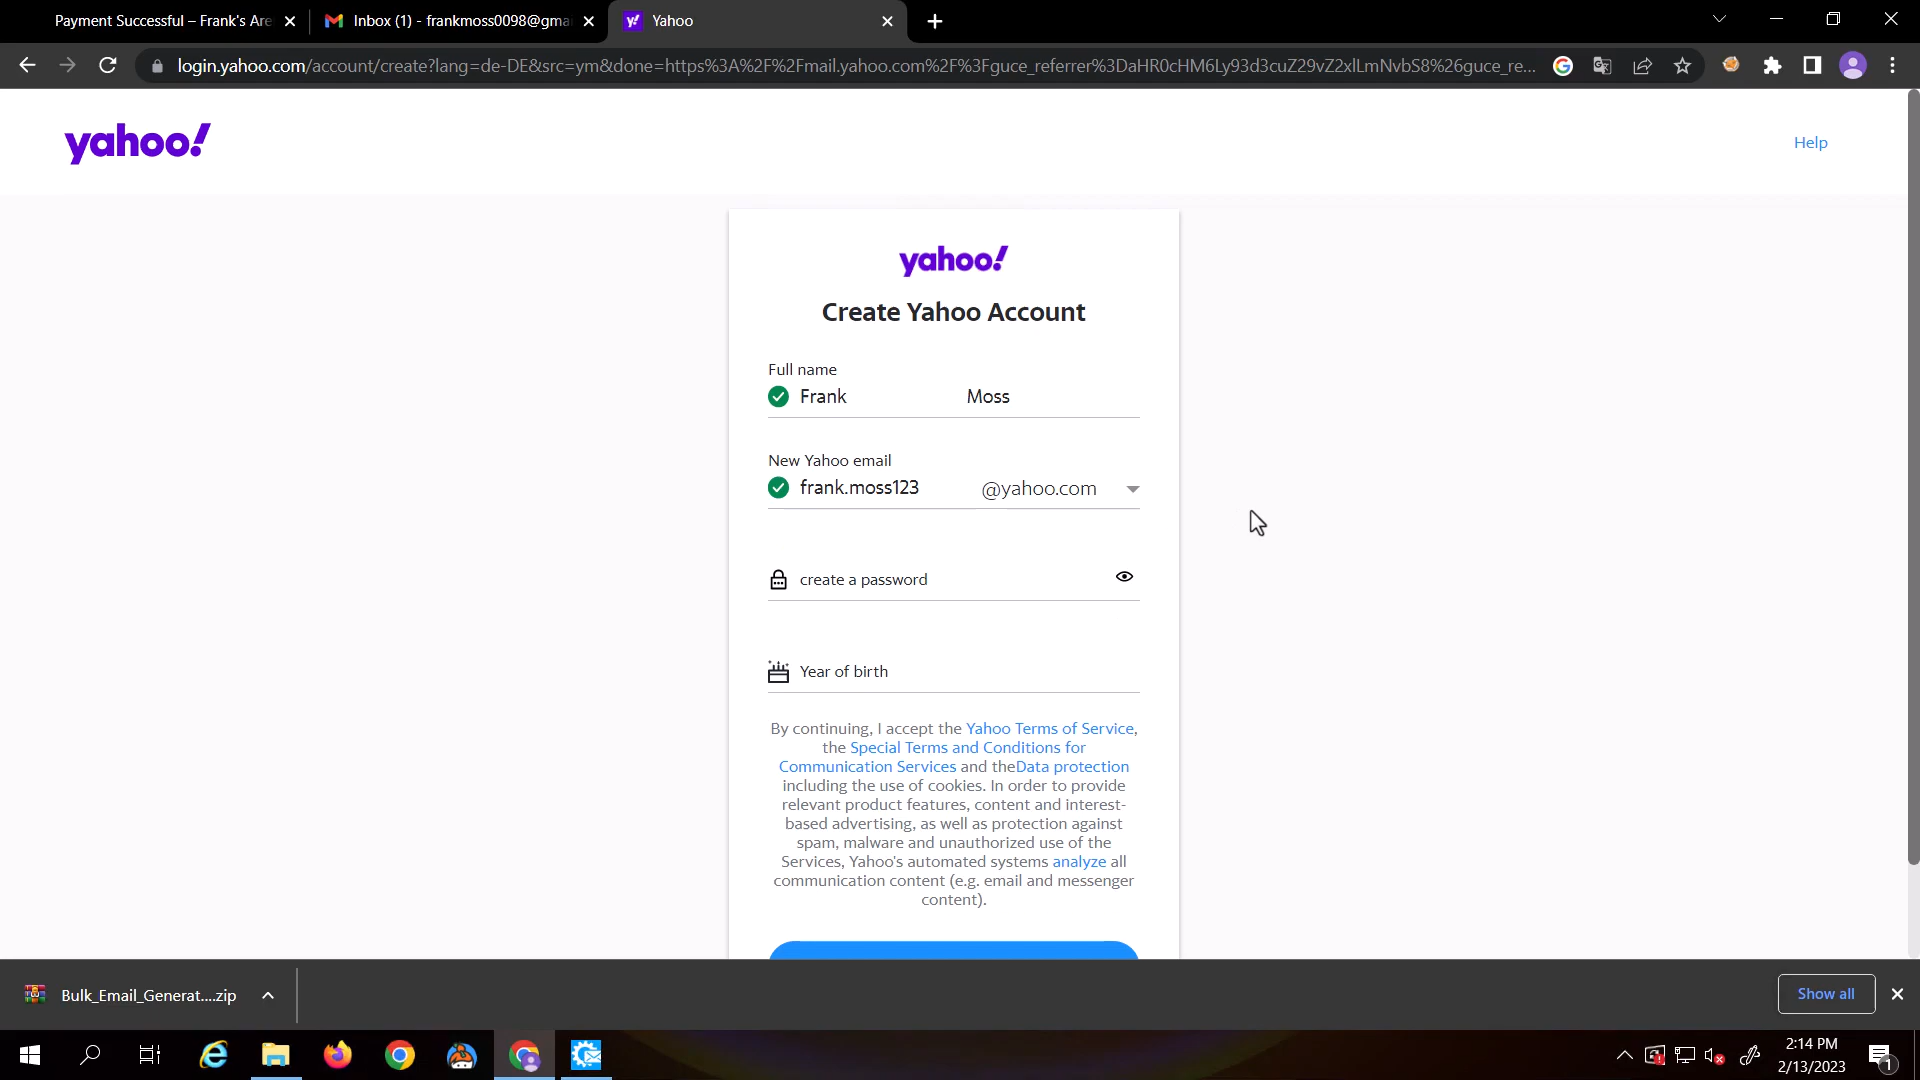 Payment Successful – Frank's Are
Inbox (1) - frankmoss0098@gma
Yahoo
login.yahoo.com/account/create?lang=de-DE&src=ym&done=https%3A%2F%2Fmail.yahoo.com%2F%3Fguce_referrer%3DaHR0cHM6Ly93d3cuZ29vZ2xlLmNvbS8%26guce_re...
yahoo!
Help
yahoo!
Create Yahoo Account
Full name
Frank Moss
New Yahoo email
frank.moss123 @yahoo.com
create a password
Year of birth
By continuing, I accept the Yahoo Terms of Service,
the Special Terms and Conditions for
Communication Services and theData protection
including the use of cookies. In order to provide
relevant product features, content and interest-
based advertising, as well as protection against
spam, malware and unauthorized use of the
Services, Yahoo's automated systems analyze all
communication content (e.g. email and messenger
content).
Bulk_Email_Generat....zip
Show all
2:14 PM
2/13/2023
1